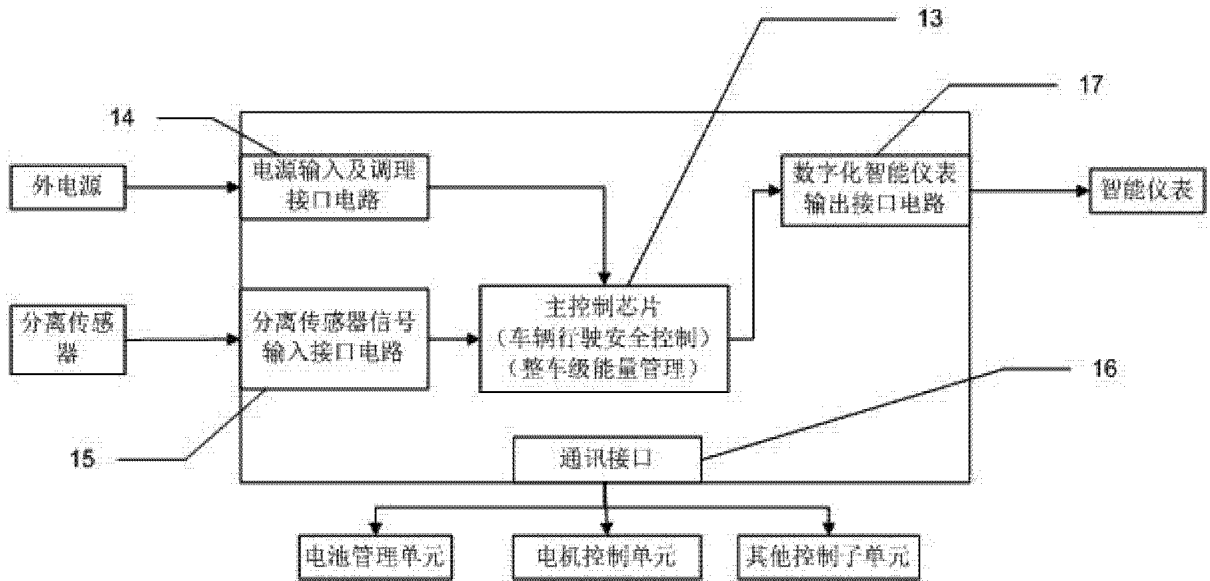 13
17
14
外电源
电源输入及调理
接口电路
数字化智能仪表
输出接口电路
智能仪表
分离传感
器
分离传感器信号
输入接口电路
主控制芯片
（车辆行驶安全控制）
（整车级能量管理）
16
15
通讯接口
电池管理单元
电机控制单元
其他控制子单元